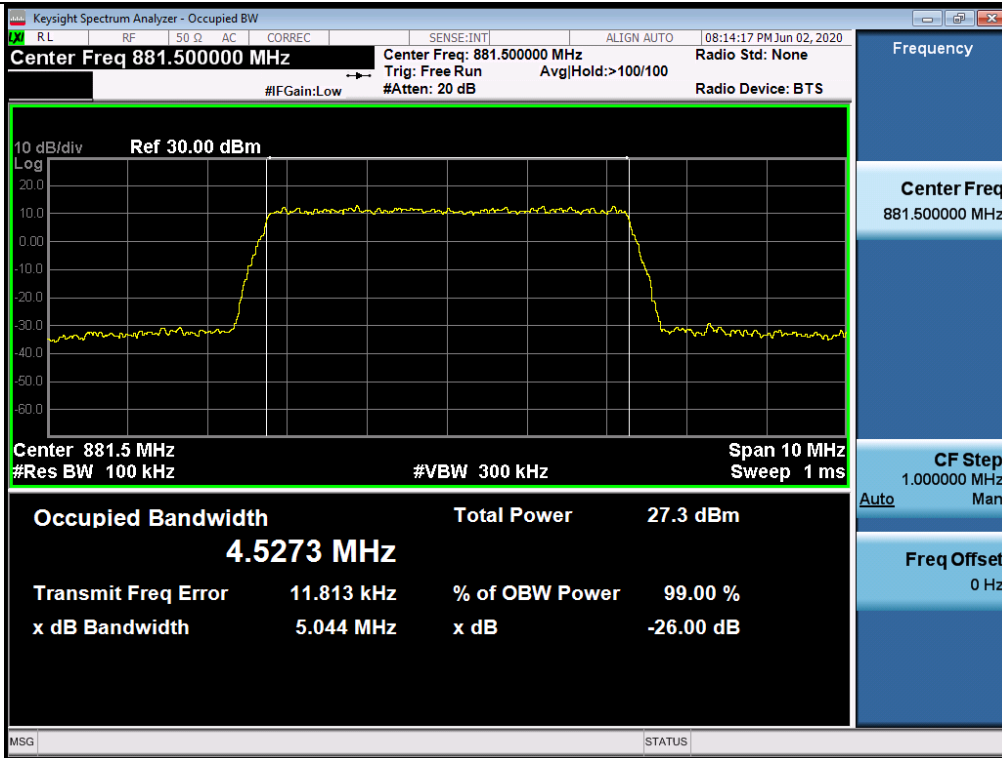 Keysight Spectrum Analyzer - Occupied BW
LXI RL RF 50 Ω AC CORREC SENSE:INT ALIGN AUTO 08:14:17 PM Jun 02, 2020
Center Freq 881.500000 MHz
Center Freq: 881.500000 MHz Radio Std: None
Trig: Free Run Avg|Hold:>100/100
#IFGain:Low #Atten: 20 dB Radio Device: BTS
10 dB/div Ref 30.00 dBm
Log
20.0
10.0
0.00
-10.0
-20.0
-30.0
-40.0
-50.0
-60.0
Center 881.5 MHz Span 10 MHz
#Res BW 100 kHz #VBW 300 kHz Sweep 1 ms
Occupied Bandwidth Total Power 27.3 dBm
4.5273 MHz
Transmit Freq Error 11.813 kHz % of OBW Power 99.00 %
x dB Bandwidth 5.044 MHz x dB -26.00 dB
MSG STATUS
Frequency
Center Freq
881.500000 MHz
CF Step
1.000000 MHz
Auto Man
Freq Offset
0 Hz